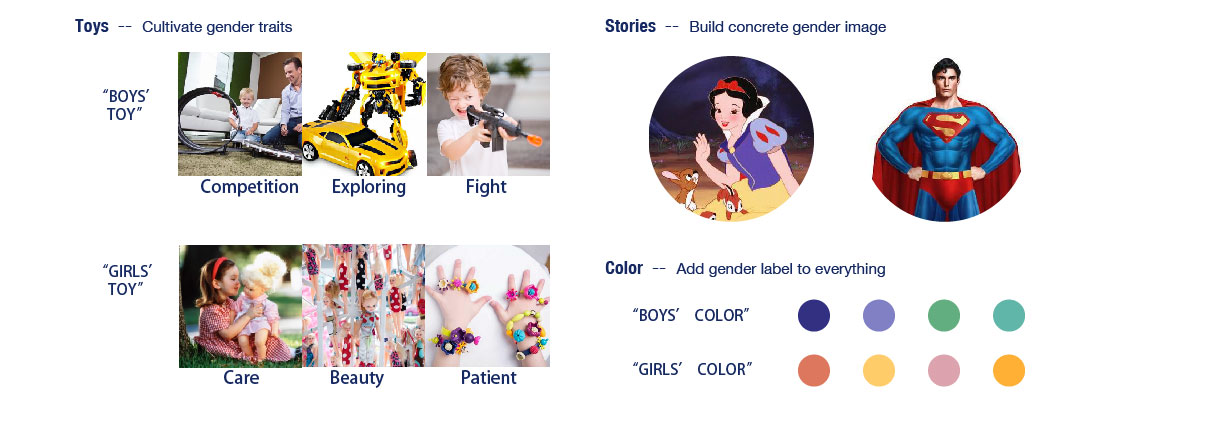 Toys -- Cultivate gender traits
“BOYS’
TOY”
Competition Exploring Fight
“GIRLS’
TOY”
Care Beauty Patient
Stories -- Build concrete gender image
Color -- Add gender label to everything
“BOYS’ COLOR”
“GIRLS’ COLOR”